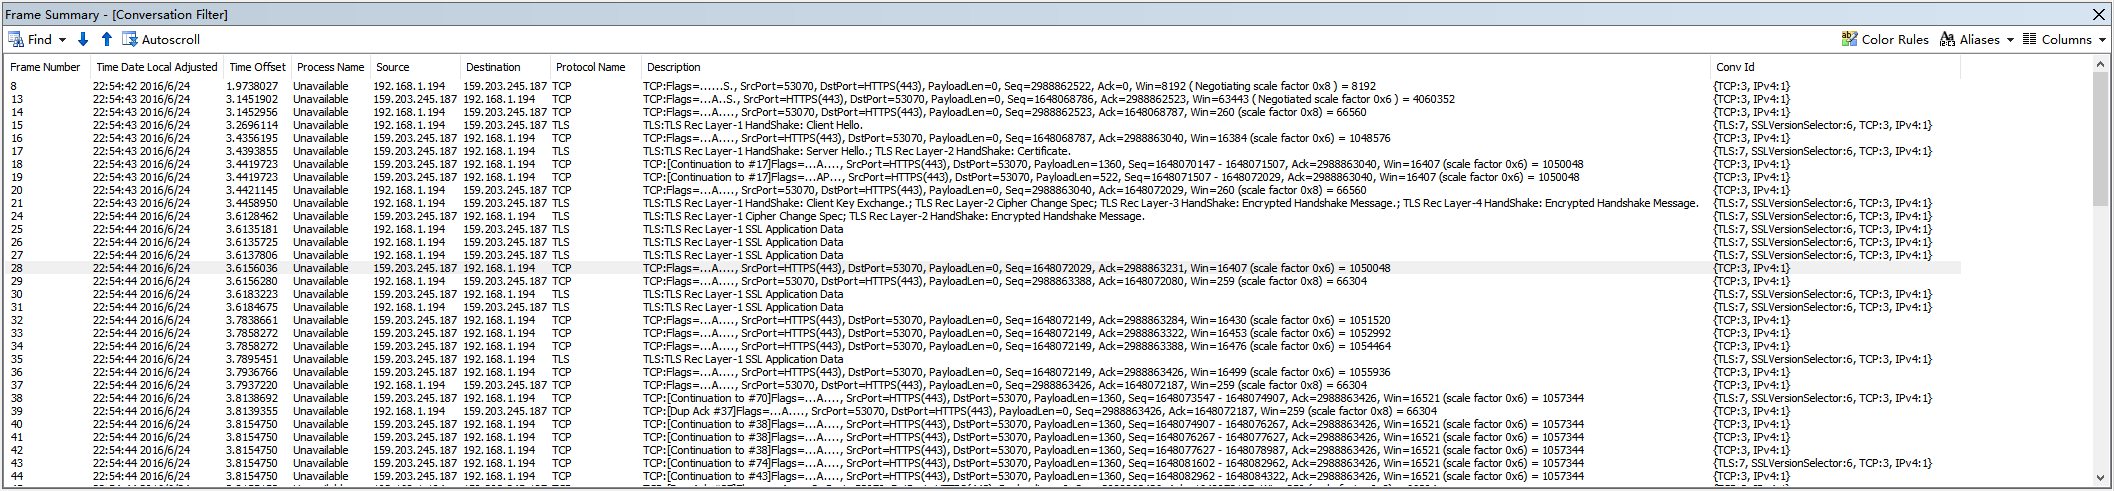 Frame Summary - [Conversation Filter]
Find Autoscroll Color Rules Aliases Columns
Frame Number Time Date Local Adjusted Time Offset Process Name Source Destination Protocol Name Description Conv Id
8 22:54:42 2016/6/24 1.9738027 Unavailable 192.168.1.194 159.203.245.187 TCP TCP:Flags=......S., SrcPort=53070, DstPort=HTTPS(443), PayloadLen=0, Seq=2988862522, Ack=0, Win=8192 ( Negotiating scale factor 0x8 ) = 8192 {TCP:3, IPv4:1}
13 22:54:43 2016/6/24 3.1451902 Unavailable 159.203.245.187 192.168.1.194 TCP TCP:Flags=...A..S., SrcPort=HTTPS(443), DstPort=53070, PayloadLen=0, Seq=1648068786, Ack=2988862523, Win=63443 ( Negotiated scale factor 0x6 ) = 4060352 {TCP:3, IPv4:1}
14 22:54:43 2016/6/24 3.1452956 Unavailable 192.168.1.194 159.203.245.187 TCP TCP:Flags=...A...., SrcPort=53070, DstPort=HTTPS(443), PayloadLen=0, Seq=2988862523, Ack=1648068787, Win=260 (scale factor 0x8) = 66560 {TCP:3, IPv4:1}
15 22:54:43 2016/6/24 3.2696114 Unavailable 192.168.1.194 159.203.245.187 TLS TLS:TLS Rec Layer-1 HandShake: Client Hello. {TLS:7, SSLVersionSelector:6, TCP:3, IPv4:1}
16 22:54:43 2016/6/24 3.4356195 Unavailable 159.203.245.187 192.168.1.194 TCP TCP:Flags=...A...., SrcPort=HTTPS(443), DstPort=53070, PayloadLen=0, Seq=1648068787, Ack=2988863040, Win=16384 (scale factor 0x6) = 1048576 {TCP:3, IPv4:1}
17 22:54:43 2016/6/24 3.4393855 Unavailable 159.203.245.187 192.168.1.194 TLS TLS:TLS Rec Layer-1 HandShake: Server Hello.; TLS Rec Layer-2 HandShake: Certificate. {TLS:7, SSLVersionSelector:6, TCP:3, IPv4:1}
18 22:54:43 2016/6/24 3.4419723 Unavailable 159.203.245.187 192.168.1.194 TCP TCP:[Continuation to #17]Flags=...A...., SrcPort=HTTPS(443), DstPort=53070, PayloadLen=1360, Seq=1648070147 - 1648071507, Ack=2988863040, Win=16407 (scale factor 0x6) = 1050048 {TCP:3, IPv4:1}
19 22:54:43 2016/6/24 3.4419723 Unavailable 159.203.245.187 192.168.1.194 TCP TCP:[Continuation to #17]Flags=...AP..., SrcPort=HTTPS(443), DstPort=53070, PayloadLen=522, Seq=1648071507 - 1648072029, Ack=2988863040, Win=16407 (scale factor 0x6) = 1050048 {TCP:3, IPv4:1}
20 22:54:43 2016/6/24 3.4421145 Unavailable 192.168.1.194 159.203.245.187 TCP TCP:Flags=...A...., SrcPort=53070, DstPort=HTTPS(443), PayloadLen=0, Seq=2988863040, Ack=1648072029, Win=260 (scale factor 0x8) = 66560 {TCP:3, IPv4:1}
21 22:54:43 2016/6/24 3.4458950 Unavailable 192.168.1.194 159.203.245.187 TLS TLS:TLS Rec Layer-1 HandShake: Client Key Exchange.; TLS Rec Layer-2 Cipher Change Spec; TLS Rec Layer-3 HandShake: Encrypted Handshake Message.; TLS Rec Layer-4 HandShake: Encrypted Handshake Message. {TLS:7, SSLVersionSelector:6, TCP:3, IPv4:1}
24 22:54:44 2016/6/24 3.6128462 Unavailable 159.203.245.187 192.168.1.194 TLS TLS:TLS Rec Layer-1 Cipher Change Spec; TLS Rec Layer-2 HandShake: Encrypted Handshake Message. {TLS:7, SSLVersionSelector:6, TCP:3, IPv4:1}
25 22:54:44 2016/6/24 3.6135181 Unavailable 192.168.1.194 159.203.245.187 TLS TLS:TLS Rec Layer-1 SSL Application Data {TLS:7, SSLVersionSelector:6, TCP:3, IPv4:1}
26 22:54:44 2016/6/24 3.6135725 Unavailable 192.168.1.194 159.203.245.187 TLS TLS:TLS Rec Layer-1 SSL Application Data {TLS:7, SSLVersionSelector:6, TCP:3, IPv4:1}
27 22:54:44 2016/6/24 3.6137806 Unavailable 192.168.1.194 159.203.245.187 TLS TLS:TLS Rec Layer-1 SSL Application Data {TLS:7, SSLVersionSelector:6, TCP:3, IPv4:1}
28 22:54:44 2016/6/24 3.6156036 Unavailable 159.203.245.187 192.168.1.194 TCP TCP:Flags=...A...., SrcPort=HTTPS(443), DstPort=53070, PayloadLen=0, Seq=1648072029, Ack=2988863231, Win=16407 (scale factor 0x6) = 1050048 {TCP:3, IPv4:1}
29 22:54:44 2016/6/24 3.6156280 Unavailable 192.168.1.194 159.203.245.187 TCP TCP:Flags=...A...., SrcPort=53070, DstPort=HTTPS(443), PayloadLen=0, Seq=2988863388, Ack=1648072080, Win=259 (scale factor 0x8) = 66304 {TCP:3, IPv4:1}
30 22:54:44 2016/6/24 3.6183223 Unavailable 159.203.245.187 192.168.1.194 TLS TLS:TLS Rec Layer-1 SSL Application Data {TLS:7, SSLVersionSelector:6, TCP:3, IPv4:1}
31 22:54:44 2016/6/24 3.6184675 Unavailable 192.168.1.194 159.203.245.187 TLS TLS:TLS Rec Layer-1 SSL Application Data {TLS:7, SSLVersionSelector:6, TCP:3, IPv4:1}
32 22:54:44 2016/6/24 3.7838661 Unavailable 159.203.245.187 192.168.1.194 TCP TCP:Flags=...A...., SrcPort=HTTPS(443), DstPort=53070, PayloadLen=0, Seq=1648072149, Ack=2988863284, Win=16430 (scale factor 0x6) = 1051520 {TCP:3, IPv4:1}
33 22:54:44 2016/6/24 3.7858272 Unavailable 159.203.245.187 192.168.1.194 TCP TCP:Flags=...A...., SrcPort=HTTPS(443), DstPort=53070, PayloadLen=0, Seq=1648072149, Ack=2988863322, Win=16453 (scale factor 0x6) = 1052992 {TCP:3, IPv4:1}
34 22:54:44 2016/6/24 3.7858272 Unavailable 159.203.245.187 192.168.1.194 TCP TCP:Flags=...A...., SrcPort=HTTPS(443), DstPort=53070, PayloadLen=0, Seq=1648072149, Ack=2988863388, Win=16476 (scale factor 0x6) = 1054464 {TCP:3, IPv4:1}
35 22:54:44 2016/6/24 3.7895451 Unavailable 159.203.245.187 192.168.1.194 TLS TLS:TLS Rec Layer-1 SSL Application Data {TLS:7, SSLVersionSelector:6, TCP:3, IPv4:1}
36 22:54:44 2016/6/24 3.7936766 Unavailable 159.203.245.187 192.168.1.194 TCP TCP:Flags=...A...., SrcPort=HTTPS(443), DstPort=53070, PayloadLen=0, Seq=1648072149, Ack=2988863426, Win=16499 (scale factor 0x6) = 1055936 {TCP:3, IPv4:1}
37 22:54:44 2016/6/24 3.7937220 Unavailable 192.168.1.194 159.203.245.187 TCP TCP:Flags=...A...., SrcPort=53070, DstPort=HTTPS(443), PayloadLen=0, Seq=2988863426, Ack=1648072187, Win=259 (scale factor 0x8) = 66304 {TCP:3, IPv4:1}
38 22:54:44 2016/6/24 3.8138692 Unavailable 159.203.245.187 192.168.1.194 TCP TCP:[Continuation to #70]Flags=...A...., SrcPort=HTTPS(443), DstPort=53070, PayloadLen=1360, Seq=1648073547 - 1648074907, Ack=2988863426, Win=16521 (scale factor 0x6) = 1057344 {TLS:7, SSLVersionSelector:6, TCP:3, IPv4:1}
39 22:54:44 2016/6/24 3.8139355 Unavailable 192.168.1.194 159.203.245.187 TCP TCP:[Dup Ack #37]Flags=...A...., SrcPort=53070, DstPort=HTTPS(443), PayloadLen=0, Seq=2988863426, Ack=1648072187, Win=259 (scale factor 0x8) = 66304 {TCP:3, IPv4:1}
40 22:54:44 2016/6/24 3.8154750 Unavailable 159.203.245.187 192.168.1.194 TCP TCP:[Continuation to #38]Flags=...A...., SrcPort=HTTPS(443), DstPort=53070, PayloadLen=1360, Seq=1648074907 - 1648076267, Ack=2988863426, Win=16521 (scale factor 0x6) = 1057344 {TCP:3, IPv4:1}
41 22:54:44 2016/6/24 3.8154750 Unavailable 159.203.245.187 192.168.1.194 TCP TCP:[Continuation to #38]Flags=...A...., SrcPort=HTTPS(443), DstPort=53070, PayloadLen=1360, Seq=1648076267 - 1648077627, Ack=2988863426, Win=16521 (scale factor 0x6) = 1057344 {TCP:3, IPv4:1}
42 22:54:44 2016/6/24 3.8154750 Unavailable 159.203.245.187 192.168.1.194 TCP TCP:[Continuation to #38]Flags=...A...., SrcPort=HTTPS(443), DstPort=53070, PayloadLen=1360, Seq=1648077627 - 1648078987, Ack=2988863426, Win=16521 (scale factor 0x6) = 1057344 {TCP:3, IPv4:1}
43 22:54:44 2016/6/24 3.8154750 Unavailable 159.203.245.187 192.168.1.194 TCP TCP:[Continuation to #74]Flags=...A...., SrcPort=HTTPS(443), DstPort=53070, PayloadLen=1360, Seq=1648081602 - 1648082962, Ack=2988863426, Win=16521 (scale factor 0x6) = 1057344 {TLS:7, SSLVersionSelector:6, TCP:3, IPv4:1}
44 22:54:44 2016/6/24 3.8154750 Unavailable 159.203.245.187 192.168.1.194 TCP TCP:[Continuation to #43]Flags=...A...., SrcPort=HTTPS(443), DstPort=53070, PayloadLen=1360, Seq=1648082962 - 1648084322, Ack=2988863426, Win=16521 (scale factor 0x6) = 1057344 {TCP:3, IPv4:1}